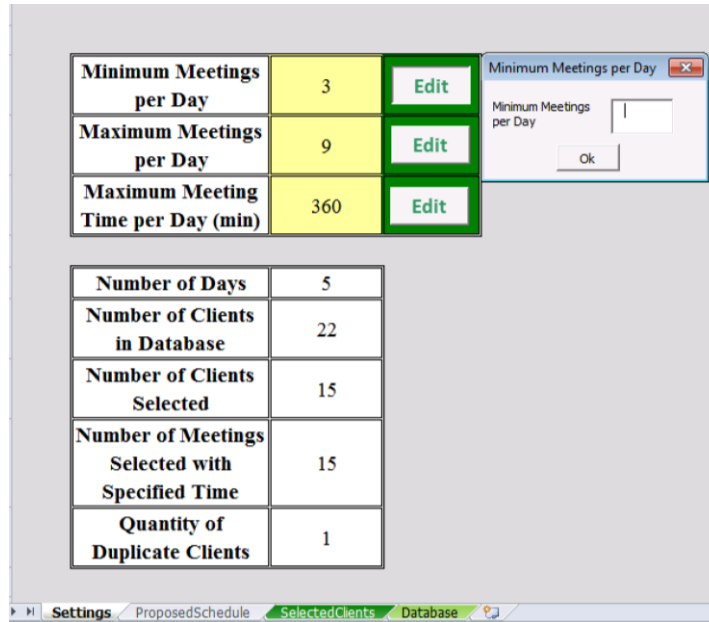 Minimum Meetings
per Day
3
Edit
Minimum Meetings per Day
Minimum Meetings
per Day
Ok
Maximum Meetings
per Day
9
Edit
Maximum Meeting
Time per Day (min)
360
Edit
Number of Days
5
Number of Clients
in Database
22
Number of Clients
Selected
15
Number of Meetings
Selected with
Specified Time
15
Quantity of
Duplicate Clients
1
Settings
ProposedSchedule
SelectedClients
Database